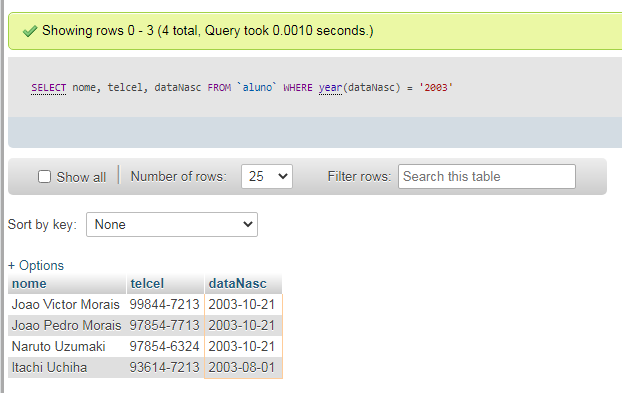 Showing rows 0 - 3 (4 total, Query took 0.0010 seconds.)
SELECT nome, telcel, dataNasc FROM `aluno` WHERE year(dataNasc) = '2003'
Show all Number of rows: 25 Filter rows: Search this table
Sort by key: None
+ Options
nome telcel dataNasc
Joao Victor Morais 99844-7213 2003-10-21
Joao Pedro Morais 97854-7713 2003-10-21
Naruto Uzumaki 97854-6324 2003-10-21
Itachi Uchiha 93614-7213 2003-08-01